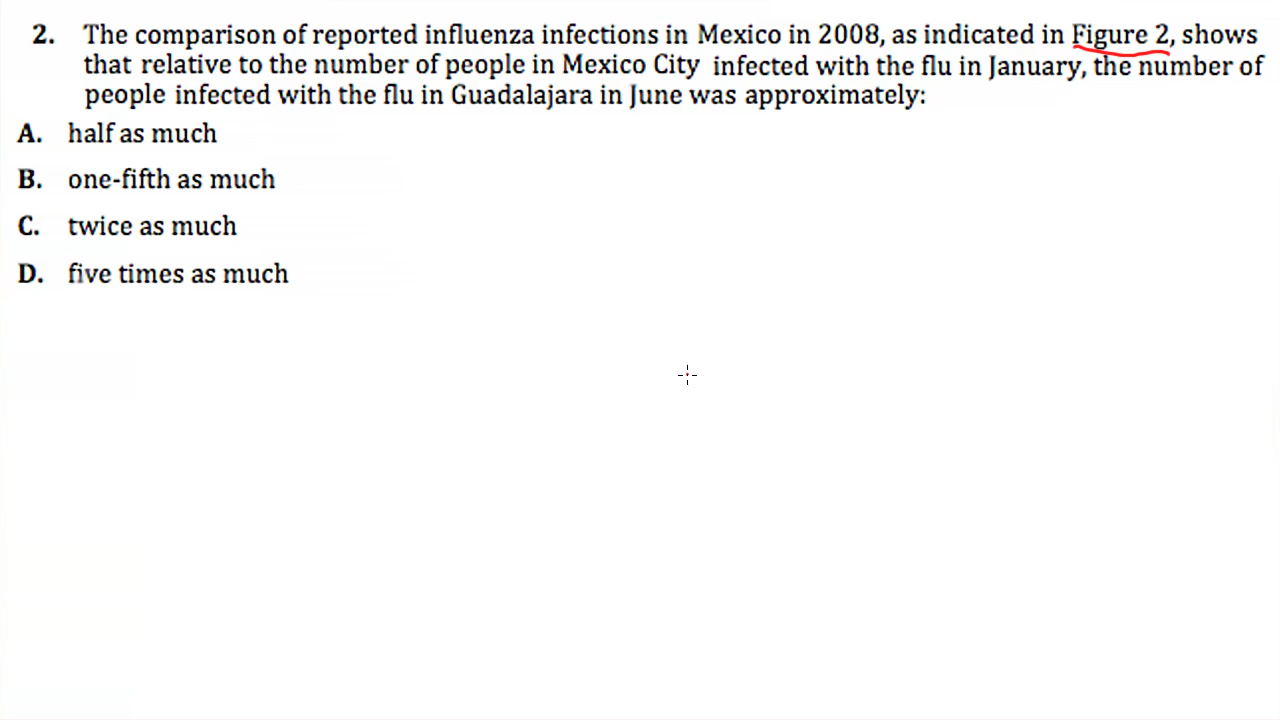 2. The comparison of reported influenza infections in Mexico in 2008, as indicated in Figure 2, shows
that relative to the number of people in Mexico City infected with the flu in January, the number of
people infected with the flu in Guadalajara in June was approximately:
A. half as much
B. one-fifth as much
C. twice as much
D. five times as much